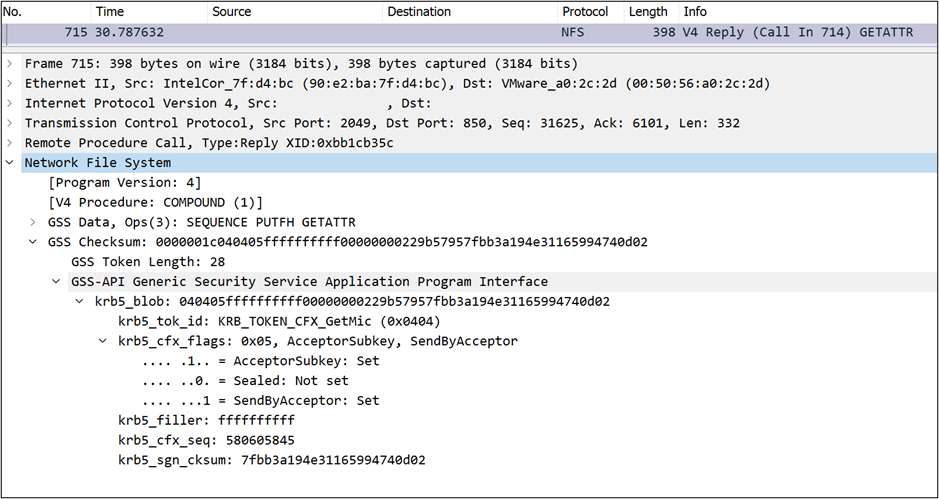 No. Time Source Destination Protocol Length Info
715 30.787632 NFS 398 V4 Reply (Call In 714) GETATTR
Frame 715: 398 bytes on wire (3184 bits), 398 bytes captured (3184 bits)
Ethernet II, Src: IntelCor_7f:d4:bc (90:e2:ba:7f:d4:bc), Dst: VMware_a0:2c:2d (00:50:56:a0:2c:2d)
Internet Protocol Version 4, Src: , Dst:
Transmission Control Protocol, Src Port: 2049, Dst Port: 850, Seq: 31625, Ack: 6101, Len: 332
Remote Procedure Call, Type:Reply XID:0xbb1cb35c
Network File System
[Program Version: 4]
[V4 Procedure: COMPOUND (1)]
GSS Data, Ops(3): SEQUENCE PUTFH GETATTR
GSS Checksum: 0000001c040405ffffffffff00000000229b57957fbb3a194e31165994740d02
GSS Token Length: 28
GSS-API Generic Security Service Application Program Interface
krb5_blob: 040405ffffffffff00000000229b57957fbb3a194e31165994740d02
krb5_tok_id: KRB_TOKEN_CFX_GetMic (0x0404)
krb5_cfx_flags: 0x05, AcceptorSubkey, SendByAcceptor
.... .1.. = AcceptorSubkey: Set
.... ..0. = Sealed: Not set
.... ...1 = SendByAcceptor: Set
krb5_filler: ffffffffff
krb5_cfx_seq: 580605845
krb5_sgn_cksum: 7fbb3a194e31165994740d02